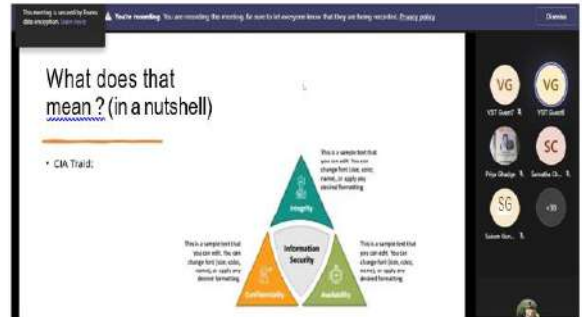 This meeting is secured by
data encryption. Learn more
You're recording You are recording the meeting. Be sure to let everyone know that they are being recorded. Privacy policy
Dismiss
What does that
mean ? (in a nutshell)
• CIA Traid:
This is a sample text that
you can edit. You can
change font (size, color,
name), or apply any
desired formatting
Integrity
This is a sample text that
you can edit. You can
change font (size, color,
name), or apply any
desired formatting
Information
Security
This is a sample text that
you can edit. You can
change font (size, color,
name), or apply any
desired formatting
Confidentiality
Availability
VG
VG
VST Guest7
VST Guest6
SC
Priya Ghadge
SG